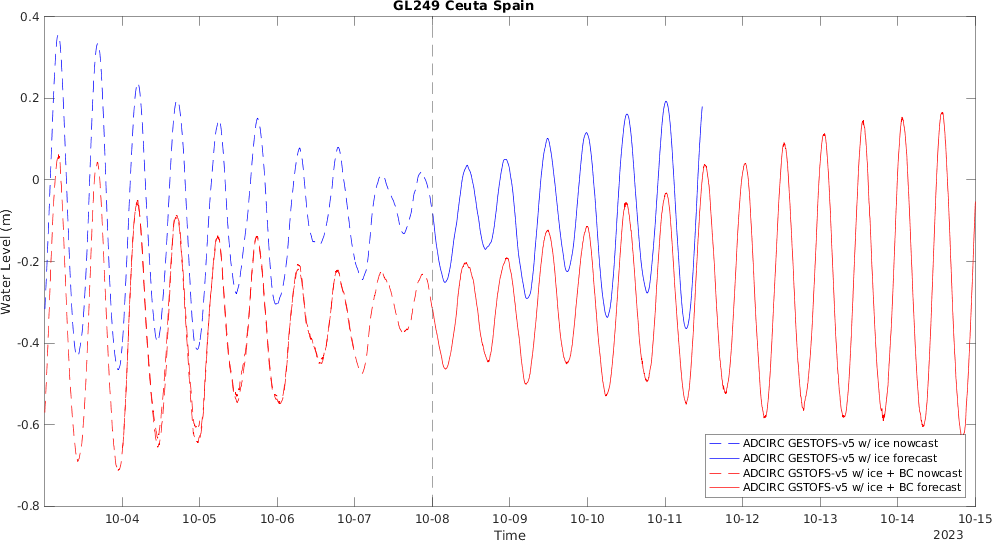 GL249 Ceuta Spain
0.4
0.2
0
-0.2
-0.4
-0.6
-0.8
Water Level (m)
10-04
10-05
10-06
10-07
10-08
10-09
10-10
10-11
10-12
10-13
10-14
10-15
Time
2023
ADCIRC GESTOFS-v5 w/ ice nowcast
ADCIRC GESTOFS-v5 w/ ice forecast
ADCIRC GSTOFS-v5 w/ ice + BC nowcast
ADCIRC GSTOFS-v5 w/ ice + BC forecast